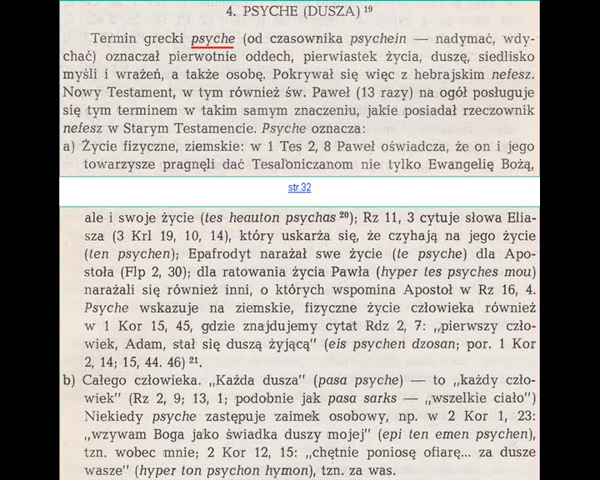 4. PSYCHE (DUSZA) 19
Termin grecki psyche (od czasownika psychein — nadymać, wdy-
chać) oznaczał pierwotnie oddech, pierwiastek życia, duszę, siedlisko
myśli i wrażeń, a także osobę. Pokrywał się więc z hebrajskim nefesz.
Nowy Testament, w tym również św. Paweł (13 razy) na ogół posługuje
się tym terminem w takim samym znaczeniu, jakie posiadał rzeczownik
nefesz w Starym Testamencie. Psyche oznacza:
a) Życie fizyczne, ziemskie: w 1 Tes 2, 8 Paweł oświadcza, że on i jego
towarzysze pragnęli dać Tesaloniczanom nie tylko Ewangelię Bożą,
str.32
ale i swoje życie (tes heauton psychas 20); Rz 11, 3 cytuje słowa Elia-
sza (3 Krl 19, 10, 14), który uskarża się, że czyhają na jego życie
(ten psychen); Epafrodyt narażał swe życie (te psyche) dla Apo-
stoła (Flp 2, 30); dla ratowania życia Pawła (hyper tes psyches mou)
narażali się również inni, o których wspomina Apostoł w Rz 16, 4.
Psyche wskazuje na ziemskie, fizyczne życie człowieka również
w 1 Kor 15, 45, gdzie znajdujemy cytat Rdz 2, 7: „pierwszy czło-
wiek, Adam, stał się duszą żyjącą" (eis psychen dzosan; por. 1 Kor
2, 14; 15, 44. 46) 21.
b) Całego człowieka. „Każda dusza" (pasa psyche) — to „każdy czło-
wiek" (Rz 2, 9; 13, 1; podobnie jak pasa sarks — „wszelkie ciało")
Niekiedy psyche zastępuje zaimek osobowy, np. w 2 Kor 1, 23:
„wzywam Boga jako świadka duszy mojej" (epi ten emen psychen),
tzn. wobec mnie; 2 Kor 12, 15: „chętnie poniosę ofiarę... za dusze
wasze" (hyper ton psychon hymon), tzn. za was.